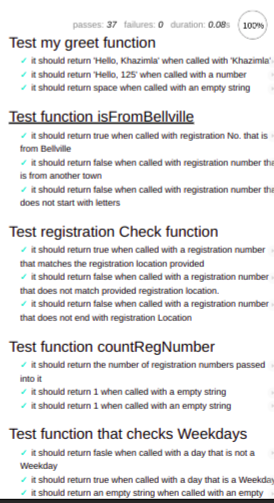 passes: 37 failures: 0 duration: 0.08s 100%
Test my greet function
✓ it should return 'Hello, Khazimla' when called with 'Khazimla'
✓ it should return 'Hello, 125' when called with a number
✓ it should return space when called with an empty string
Test function isFromBellville
✓ it should return true when called with registration No. that is
from Bellville
✓ it should return false when called with registration number tha
is from another town
✓ it should return false when called with registration number tha
does not start with letters
Test registration Check function
✓ it should return true when called with a registration number
that matches the registration location provided
✓ it should return false when called with a registration number
that does not match provided registration.
✓ it should return false when called with a registration number
that does not end with registration Location
Test function countRegNumber
✓ it should return the number of registration numbers passed
into it
✓ it should return 1 when called with a empty string
✓ it should return 1 when called with an empty string
Test function that checks Weekdays
✓ it should return fasle when called with a day that is not a
Weekday
✓ it should return true when called with a day that is a Weekday
✓ it should return an empty string when called with an empty